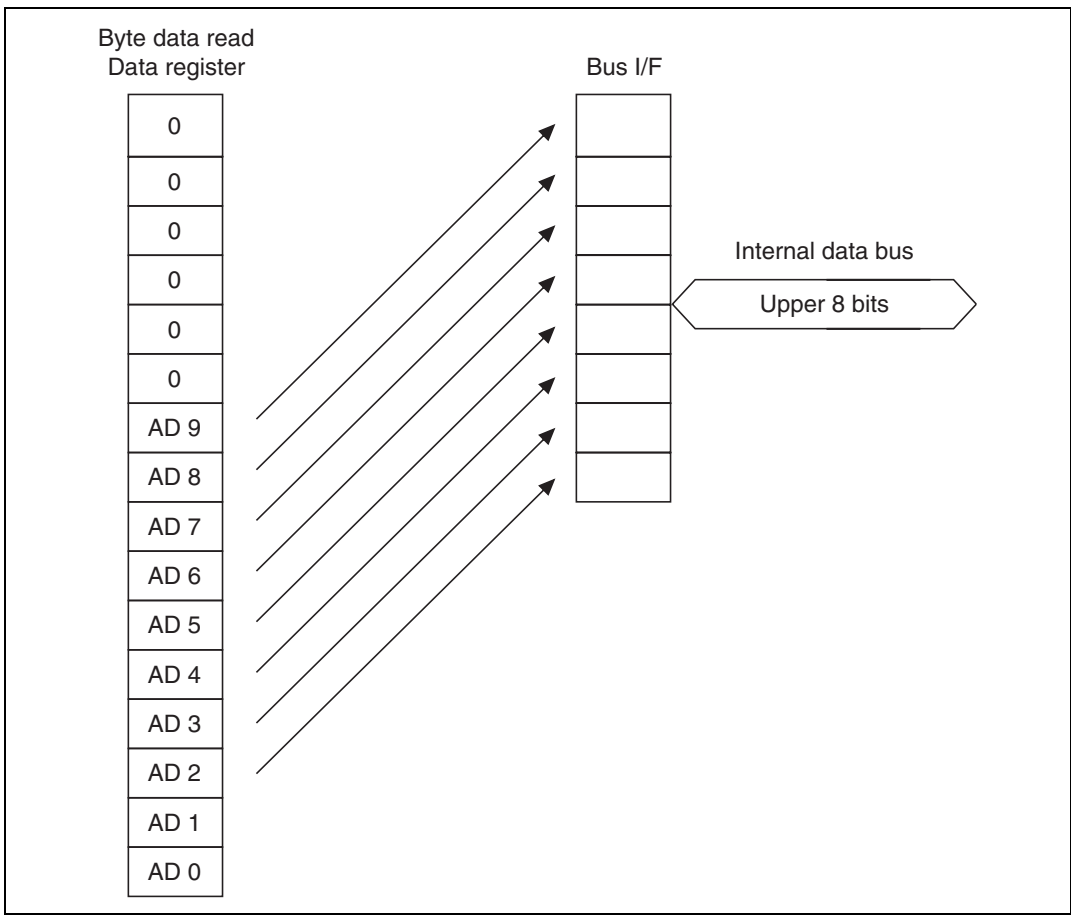 Byte data read
Data register
Bus I/F
0
0
0
0
0
0
AD 9
AD 8
AD 7
AD 6
AD 5
AD 4
AD 3
AD 2
AD 1
AD 0
Internal data bus
Upper 8 bits